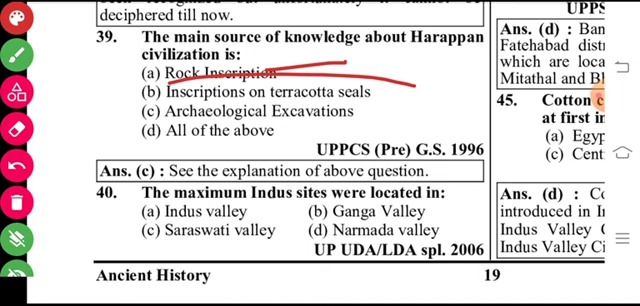 deciphered till now.
39. The main source of knowledge about Harappan
civilization is:
(a) Rock Inscription
(b) Inscriptions on terracotta seals
(c) Archaeological Excavations
(d) All of the above
UPPCS (Pre) G.S. 1996
Ans. (c) : See the explanation of above question.
40. The maximum Indus sites were located in:
(a) Indus valley (b) Ganga Valley
(c) Saraswati valley (d) Narmada valley
UP UDA/LDA spl. 2006
Ancient History 19
UPPS
Ans. (d) : Ban
Fatehabad distr
which are loca
Mitathal and B
45. Cotton c
at first in
(a) Egyp
(c) Cent
Ans. (d) : Co
introduced in I
Indus Valley (
Indus Valley Ci